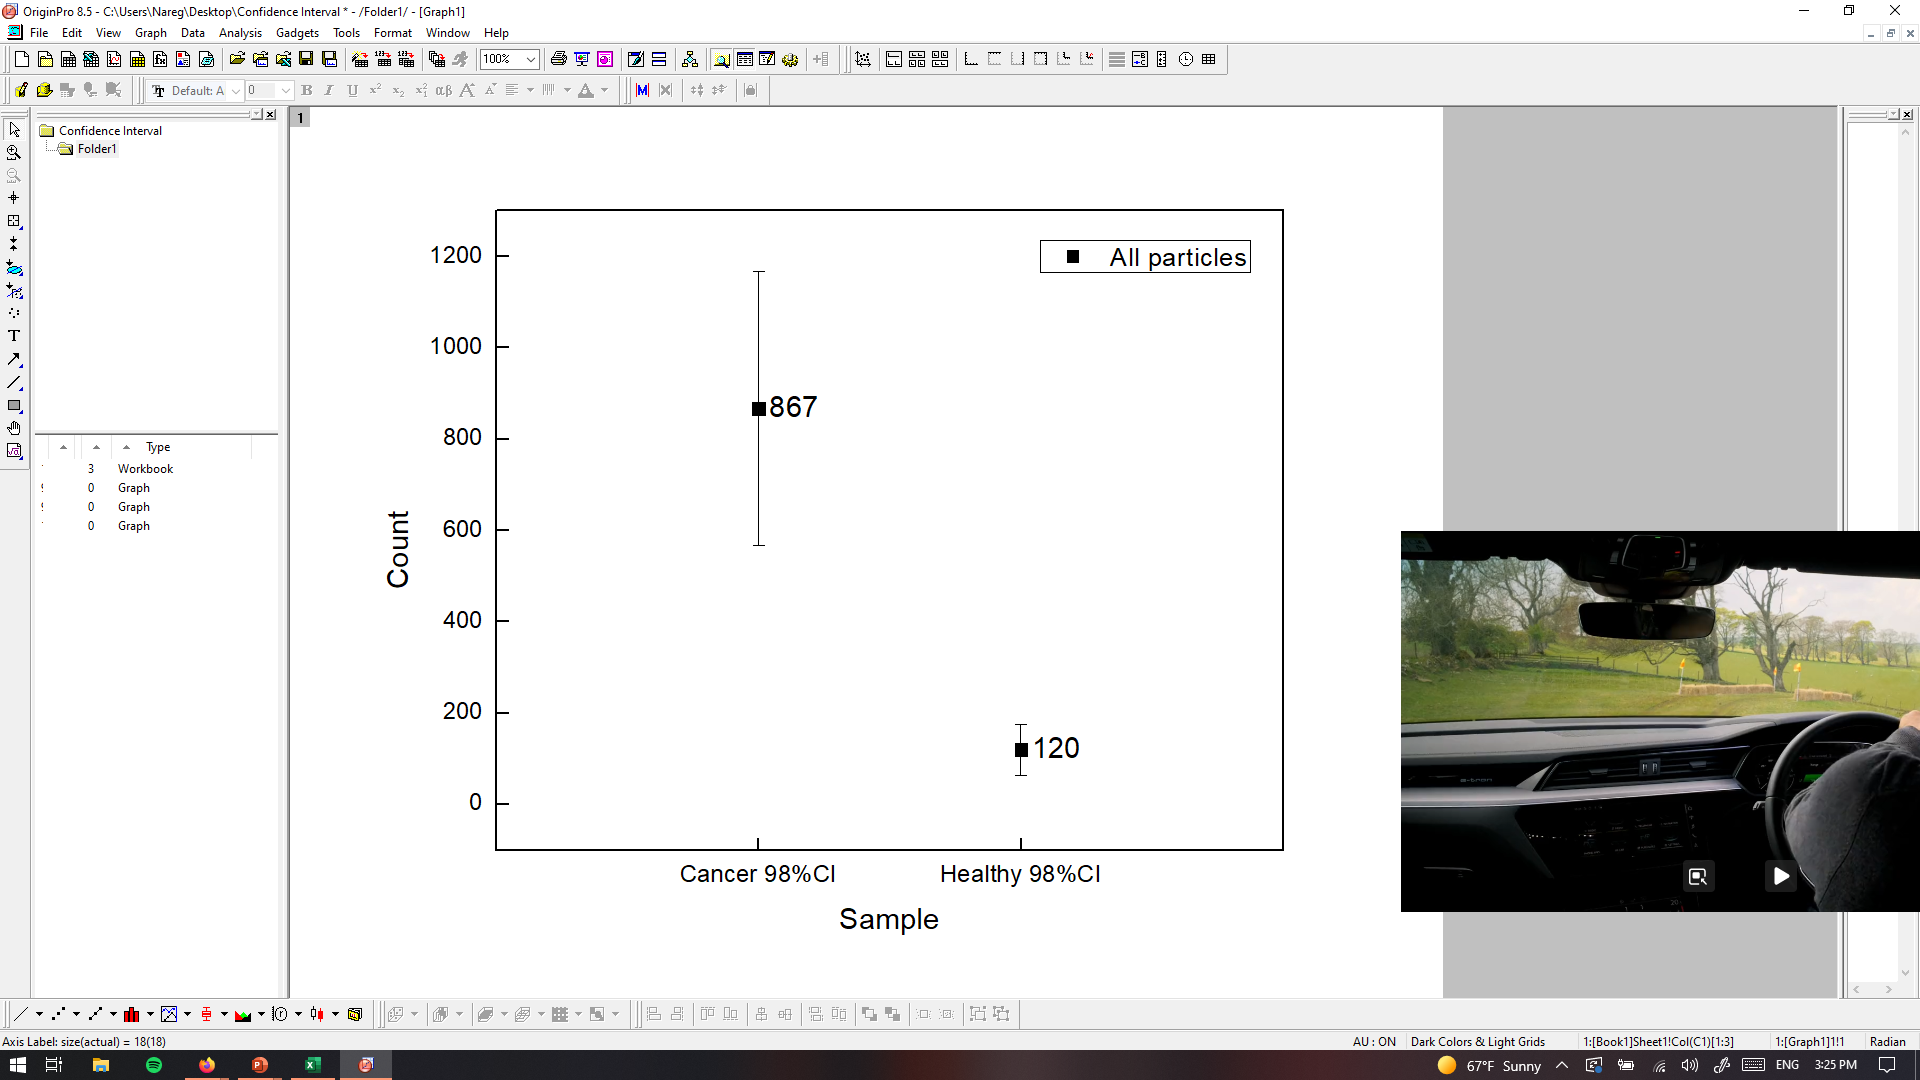 OriginPro 8.5 - C:\Users\Nareg\Desktop\Confidence Interval * - /Folder1/ - [Graph1]
File Edit View Graph Data Analysis Gadgets Tools Format Window Help
100%
Default: A 0 B I U
1
Confidence Interval
Folder1
Type
3 Workbook
0 Graph
0 Graph
0 Graph
All particles
1200
1000
800
600
400
200
0
Count
867
120
Cancer 98%CI Healthy 98%CI
Sample
Axis Label: size(actual) = 18(18)
AU : ON Dark Colors & Light Grids 1:[Book1]Sheet1!Col(C1)[1:3] 1:[Graph1]1!1 Radian
67°F Sunny ENG 3:25 PM